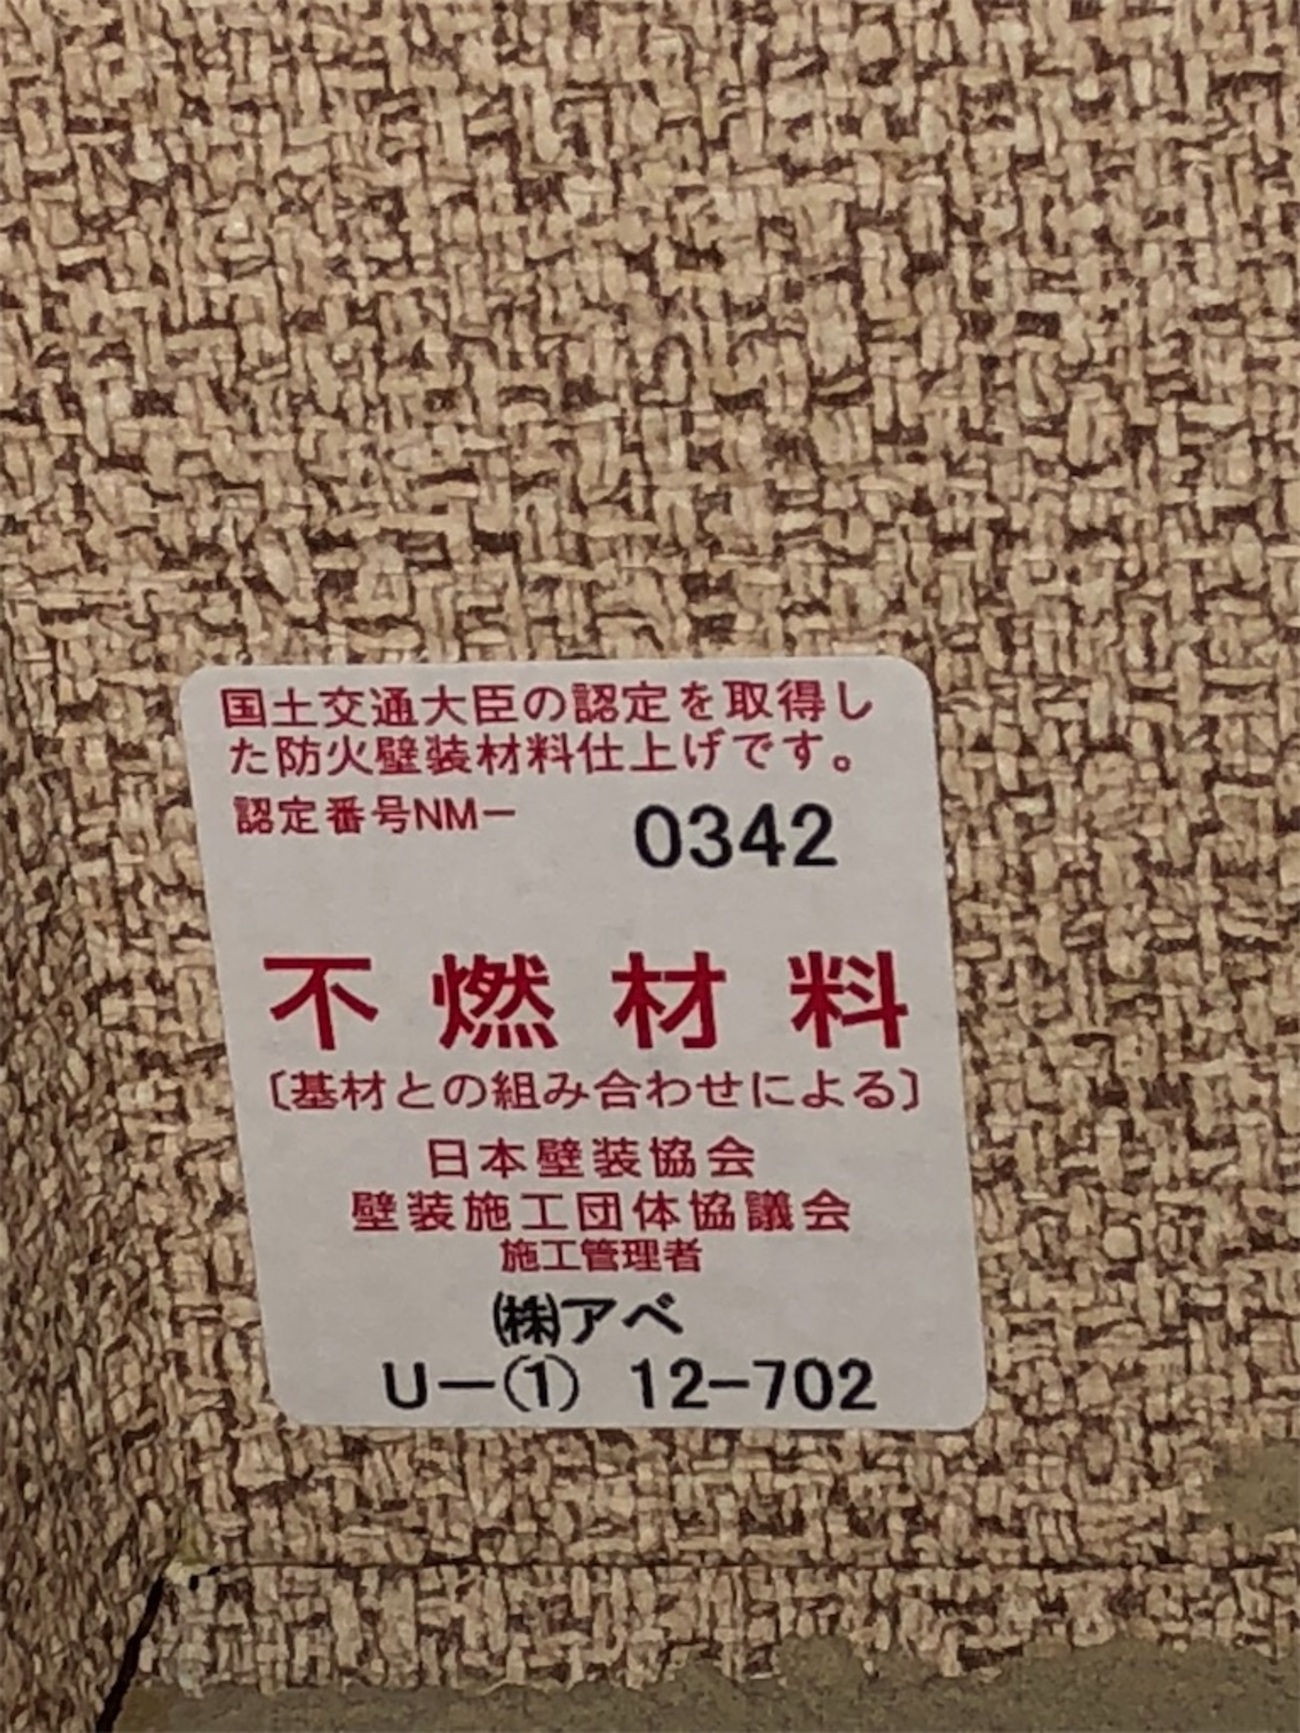 国土交通大臣の認定を取得し
た防火壁装材料仕上げです。
認定番号NMー 0342
不燃材料
〔基材との組み合わせによる〕
日本壁装協会
壁装施工団体協議会
施工管理者
㈱アベ
Uー(1) 12-702